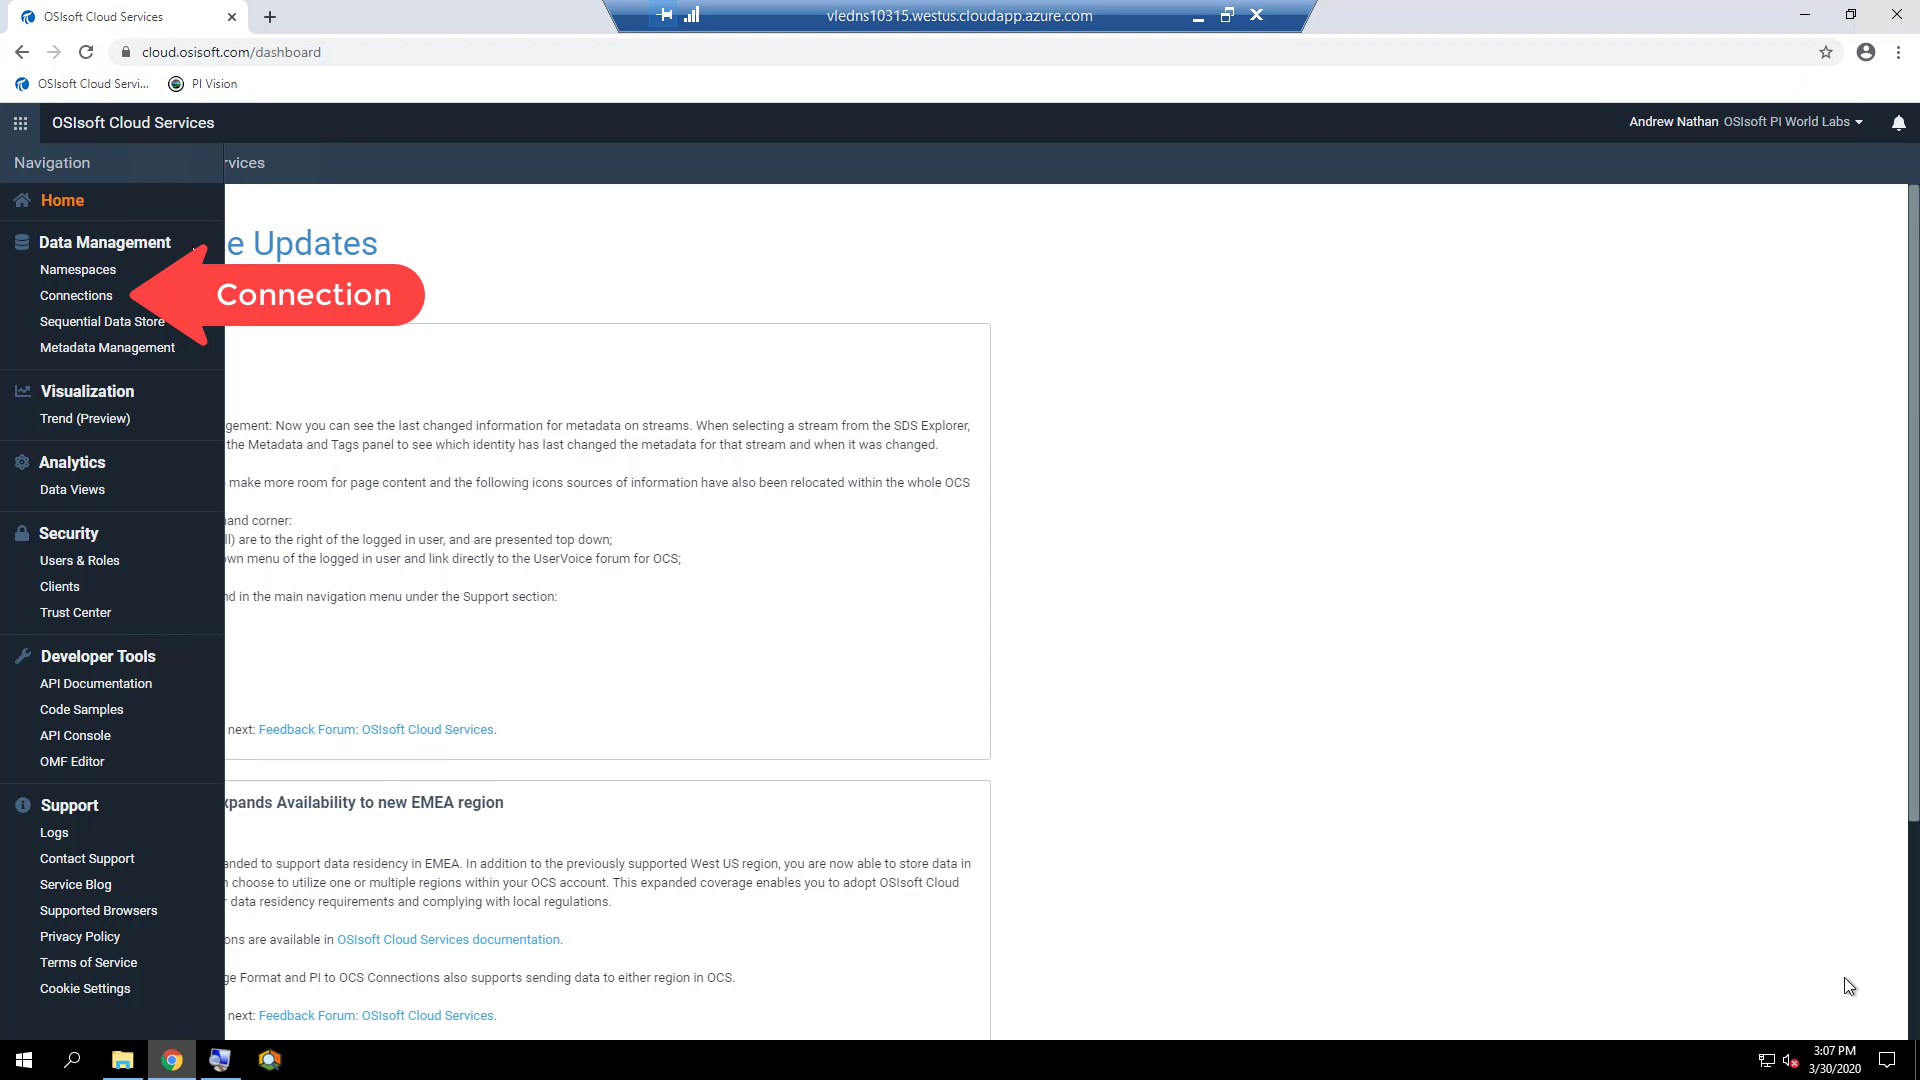 OSIsoft Cloud Services
vledns10315.westus.cloudapp.azure.com
cloud.osisoft.com/dashboard
OSIsoft Cloud Servi...
PI Vision
OSIsoft Cloud Services
Andrew Nathan OSIsoft PI World Labs
Navigation
rvices
Home
Data Management
Namespaces
Connections
Sequential Data Store
Metadata Management
Connection
Visualization
Trend (Preview)
Analytics
Data Views
Security
Users & Roles
Clients
Trust Center
Developer Tools
API Documentation
Code Samples
API Console
OMF Editor
Support
Logs
Contact Support
Service Blog
Supported Browsers
Privacy Policy
Terms of Service
Cookie Settings
e Updates
gement: Now you can see the last changed information for metadata on streams. When selecting a stream from the SDS Explorer,
the Metadata and Tags panel to see which identity has last changed the metadata for that stream and when it was changed.
make more room for page content and the following icons sources of information have also been relocated within the whole OCS
and corner:
ll) are to the right of the logged in user, and are presented top down;
own menu of the logged in user and link directly to the UserVoice forum for OCS;
nd in the main navigation menu under the Support section:
next: Feedback Forum: OSIsoft Cloud Services.
xpands Availability to new EMEA region
anded to support data residency in EMEA. In addition to the previously supported West US region, you are now able to store data in
n choose to utilize one or multiple regions within your OCS account. This expanded coverage enables you to adopt OSIsoft Cloud
r data residency requirements and complying with local regulations.
ons are available in OSIsoft Cloud Services documentation.
ge Format and PI to OCS Connections also supports sending data to either region in OCS.
next: Feedback Forum: OSIsoft Cloud Services.
3:07 PM
3/30/2020